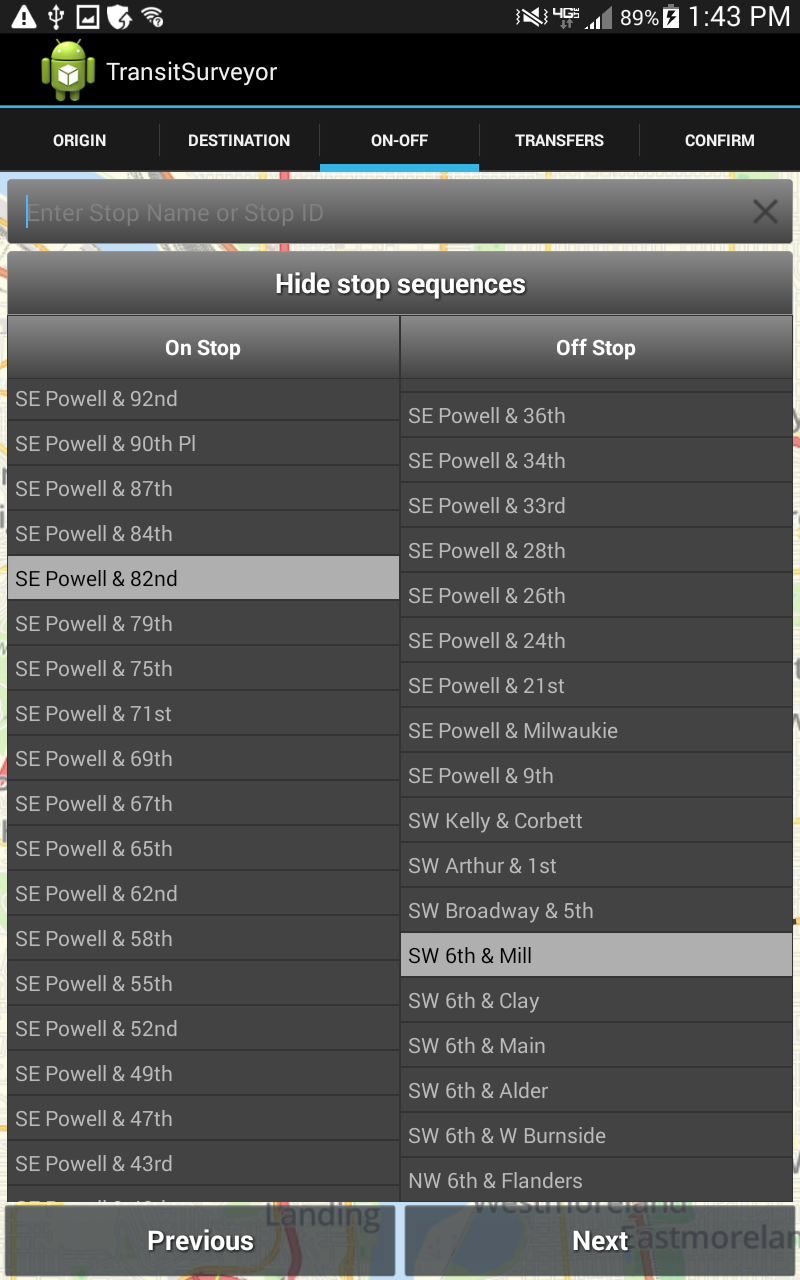 4G 89% 1:43 PM
TransitSurveyor
ORIGIN DESTINATION ON-OFF TRANSFERS CONFIRM
Enter Stop Name or Stop ID
Hide stop sequences
On Stop
SE Powell & 92nd
SE Powell & 90th Pl
SE Powell & 87th
SE Powell & 84th
SE Powell & 82nd
SE Powell & 79th
SE Powell & 75th
SE Powell & 71st
SE Powell & 69th
SE Powell & 67th
SE Powell & 65th
SE Powell & 62nd
SE Powell & 58th
SE Powell & 55th
SE Powell & 52nd
SE Powell & 49th
SE Powell & 47th
SE Powell & 43rd
Off Stop
SE Powell & 36th
SE Powell & 34th
SE Powell & 33rd
SE Powell & 28th
SE Powell & 26th
SE Powell & 24th
SE Powell & 21st
SE Powell & Milwaukie
SE Powell & 9th
SW Kelly & Corbett
SW Arthur & 1st
SW Broadway & 5th
SW 6th & Mill
SW 6th & Clay
SW 6th & Main
SW 6th & Alder
SW 6th & W Burnside
NW 6th & Flanders
Landing
Westmoreland
Eastmorelan
Previous Next